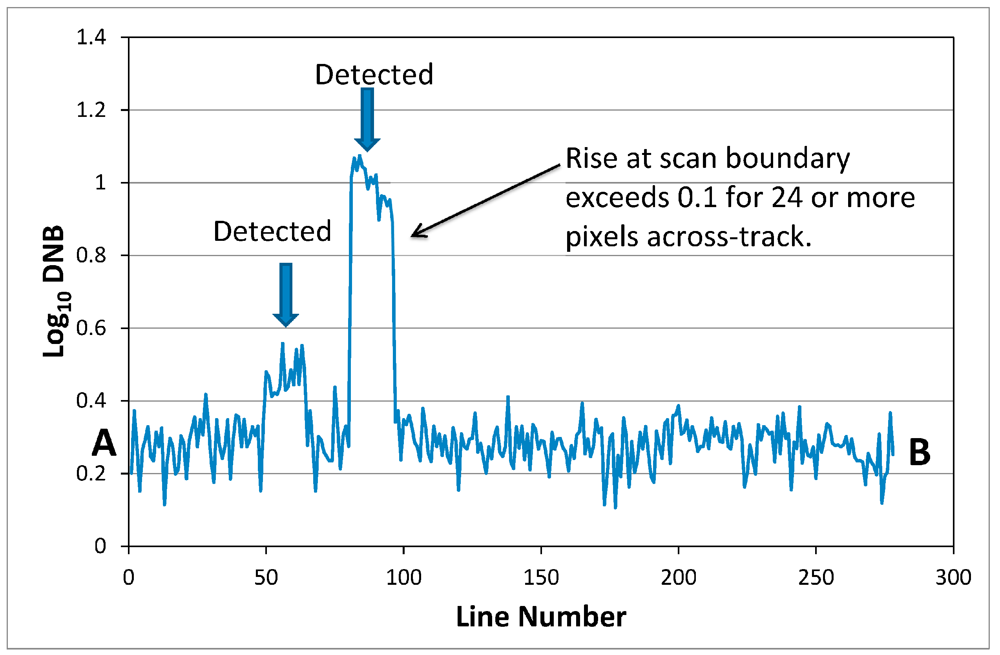 1.4
1.2
1
0.8
0.6
0.4
0.2
0
Log10 DNB
Detected
Detected
Rise at scan boundary
exceeds 0.1 for 24 or more
pixels across-track.
A
B
0 50 100 150 200 250 300
Line Number